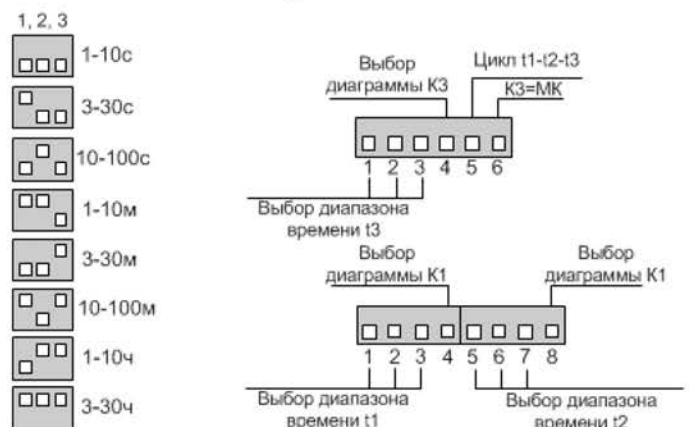 1, 2, 3
1-10с
3-30с
10-100с
1-10м
3-30м
10-100м
1-10ч
3-30ч
Выбор
диаграммы К3
Цикл t1-t2-t3
К3=МК
1 2 3 4 5 6
Выбор диапазона
времени t3
Выбор
диаграммы К1
Выбор
диаграммы К1
1 2 3 4 5 6 7 8
Выбор диапазона
времени t1
Выбор диапазона
времени t2